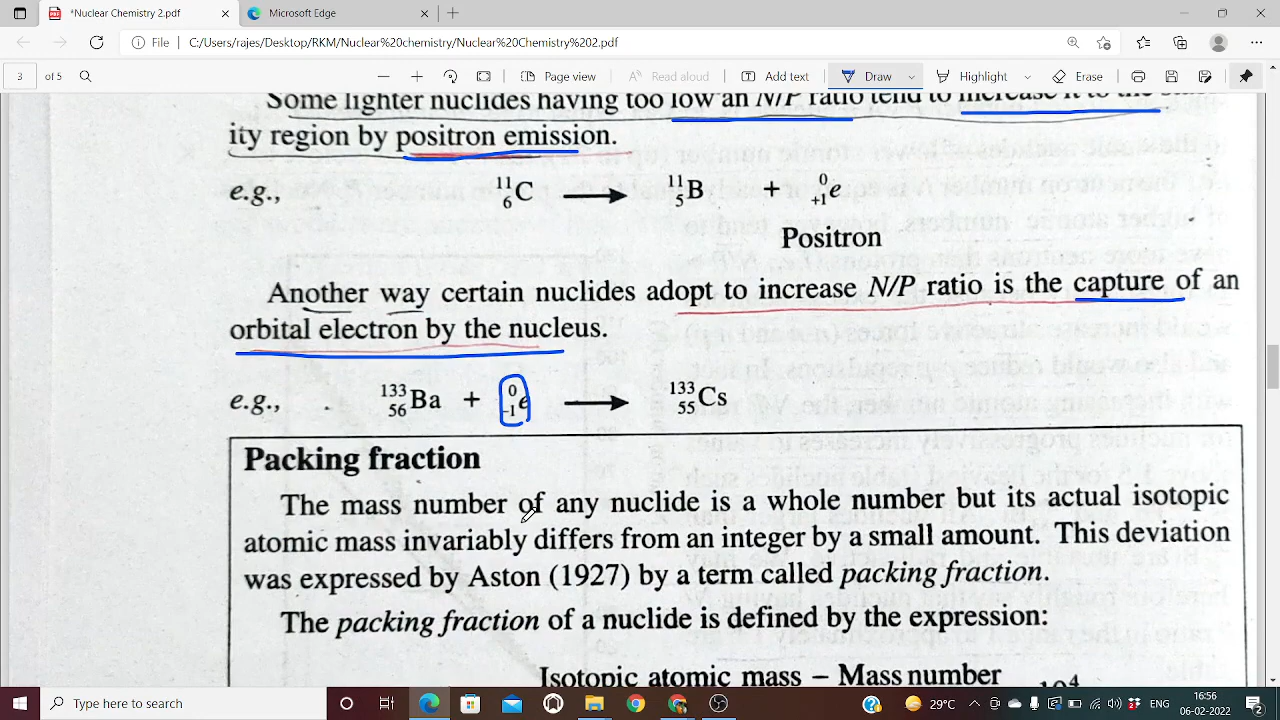 *Nuclear Chemistry 2.pdf
Microsoft Edge
File C:/Users/rajes/Desktop/RKM/Nuclear%20chemistry/Nuclear%20Chemistry%202.pdf
3 of 5 Page view Read aloud Add text Draw Highlight Erase
Some lighter nuclides having too low an N/P ratio tend to increase it to the
ity region by positron emission.
e.g., ¹¹₆C ⟶ ¹¹₅B + ⁰₊₁e
Positron
Another way certain nuclides adopt to increase N/P ratio is the capture of an
orbital electron by the nucleus.
e.g., ¹³³₅₆Ba + ⁰₋₁e ⟶ ¹³³₅₅Cs
Packing fraction
The mass number of any nuclide is a whole number but its actual isotopic
atomic mass invariably differs from an integer by a small amount. This deviation
was expressed by Aston (1927) by a term called packing fraction.
The packing fraction of a nuclide is defined by the expression:
Isotopic atomic mass − Mass number
10⁴
Type here to search 29°C ENG 16:56
06-02-2022